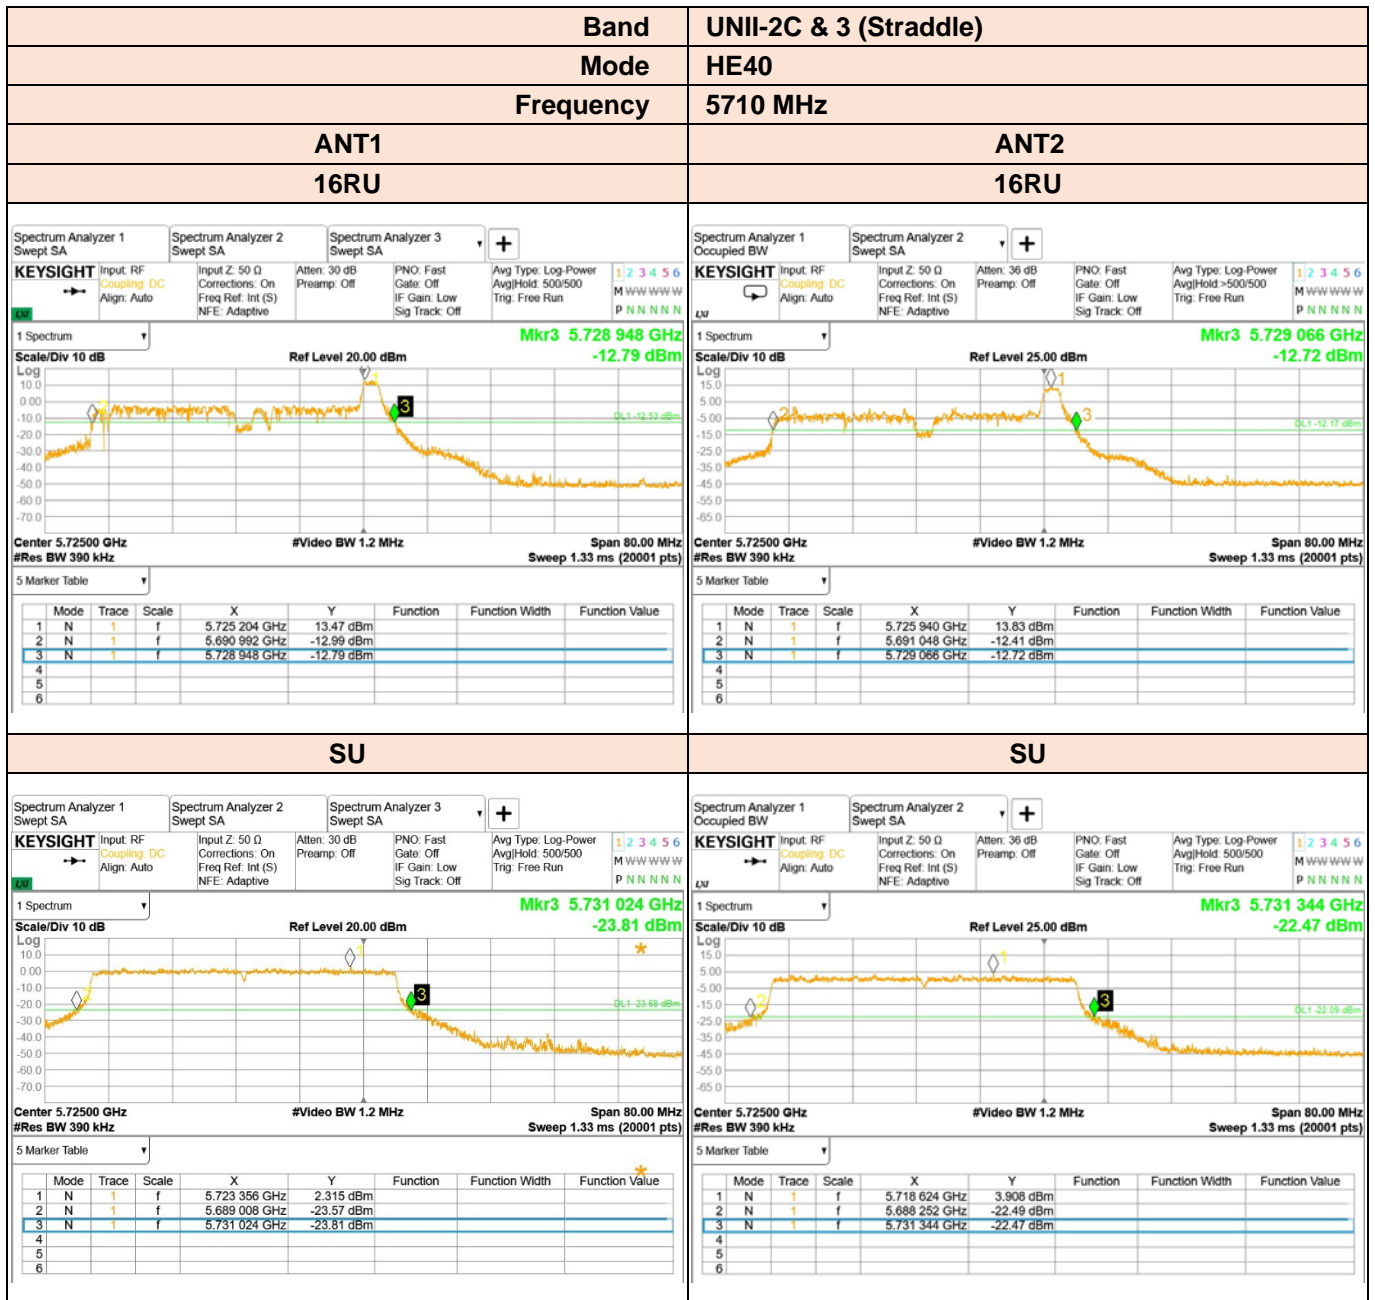 Band UNII-2C & 3 (Straddle)
Mode HE40
Frequency 5710 MHz
ANT1 ANT2
16RU 16RU
Spectrum Analyzer 1 Spectrum Analyzer 2 Spectrum Analyzer 3
Swept SA Swept SA Swept SA
KEYSIGHT Input: RF Input Z: 50 Ω Atten: 30 dB PNO: Fast Avg Type: Log-Power 1 2 3 4 5 6
Coupling: DC Corrections: On Preamp: Off Gate: Off Avg|Hold: 500/500
Align: Auto Freq Ref: Int (S) IF Gain: Low Trig: Free Run M W W W W W
LXI NFE: Adaptive Sig Track: Off P N N N N N
1 Spectrum Mkr3 5.728 948 GHz
Scale/Div 10 dB Ref Level 20.00 dBm -12.79 dBm
Log
10.0 1
0.00 2 3
-10.0 DL1 -12.53 dBm
-20.0
-30.0
-40.0
-50.0
-60.0
-70.0
Center 5.72500 GHz #Video BW 1.2 MHz Span 80.00 MHz
#Res BW 390 kHz Sweep 1.33 ms (20001 pts)
5 Marker Table
Mode Trace Scale X Y Function Function Width Function Value
1 N 1 f 5.725 204 GHz 13.47 dBm
2 N 1 f 5.690 992 GHz -12.99 dBm
3 N 1 f 5.728 948 GHz -12.79 dBm
4
5
6
Spectrum Analyzer 1 Spectrum Analyzer 2
Occupied BW Swept SA
KEYSIGHT Input: RF Input Z: 50 Ω Atten: 36 dB PNO: Fast Avg Type: Log-Power 1 2 3 4 5 6
Coupling: DC Corrections: On Preamp: Off Gate: Off Avg|Hold:>500/500
Align: Auto Freq Ref: Int (S) IF Gain: Low Trig: Free Run M W W W W W
LXI NFE: Adaptive Sig Track: Off P N N N N N
1 Spectrum Mkr3 5.729 066 GHz
Scale/Div 10 dB Ref Level 25.00 dBm -12.72 dBm
Log
15.0 1
5.00
-5.00 2 3
-15.0 DL1 -12.17 dBm
-25.0
-35.0
-45.0
-55.0
-65.0
Center 5.72500 GHz #Video BW 1.2 MHz Span 80.00 MHz
#Res BW 390 kHz Sweep 1.33 ms (20001 pts)
5 Marker Table
Mode Trace Scale X Y Function Function Width Function Value
1 N 1 f 5.725 940 GHz 13.83 dBm
2 N 1 f 5.691 048 GHz -12.41 dBm
3 N 1 f 5.729 066 GHz -12.72 dBm
4
5
6
SU SU
Spectrum Analyzer 1 Spectrum Analyzer 2 Spectrum Analyzer 3
Swept SA Swept SA Swept SA
KEYSIGHT Input: RF Input Z: 50 Ω Atten: 30 dB PNO: Fast Avg Type: Log-Power 1 2 3 4 5 6
Coupling: DC Corrections: On Preamp: Off Gate: Off Avg|Hold: 500/500
Align: Auto Freq Ref: Int (S) IF Gain: Low Trig: Free Run M W W W W W
LXI NFE: Adaptive Sig Track: Off P N N N N N
1 Spectrum Mkr3 5.731 024 GHz
Scale/Div 10 dB Ref Level 20.00 dBm -23.81 dBm
Log *
10.0 1
0.00
-10.0 2 3
-20.0 DL1 -23.68 dBm
-30.0
-40.0
-50.0
-60.0
-70.0
Center 5.72500 GHz #Video BW 1.2 MHz Span 80.00 MHz
#Res BW 390 kHz Sweep 1.33 ms (20001 pts)
5 Marker Table *
Mode Trace Scale X Y Function Function Width Function Value
1 N 1 f 5.723 356 GHz 2.315 dBm
2 N 1 f 5.689 008 GHz -23.57 dBm
3 N 1 f 5.731 024 GHz -23.81 dBm
4
5
6
Spectrum Analyzer 1 Spectrum Analyzer 2
Occupied BW Swept SA
KEYSIGHT Input: RF Input Z: 50 Ω Atten: 36 dB PNO: Fast Avg Type: Log-Power 1 2 3 4 5 6
Coupling: DC Corrections: On Preamp: Off Gate: Off Avg|Hold: 500/500
Align: Auto Freq Ref: Int (S) IF Gain: Low Trig: Free Run M W W W W W
LXI NFE: Adaptive Sig Track: Off P N N N N N
1 Spectrum Mkr3 5.731 344 GHz
Scale/Div 10 dB Ref Level 25.00 dBm -22.47 dBm
Log
15.0 1
5.00
-5.00
-15.0 2 3
-25.0 DL1 -22.09 dBm
-35.0
-45.0
-55.0
-65.0
Center 5.72500 GHz #Video BW 1.2 MHz Span 80.00 MHz
#Res BW 390 kHz Sweep 1.33 ms (20001 pts)
5 Marker Table
Mode Trace Scale X Y Function Function Width Function Value
1 N 1 f 5.718 624 GHz 3.908 dBm
2 N 1 f 5.688 252 GHz -22.49 dBm
3 N 1 f 5.731 344 GHz -22.47 dBm
4
5
6